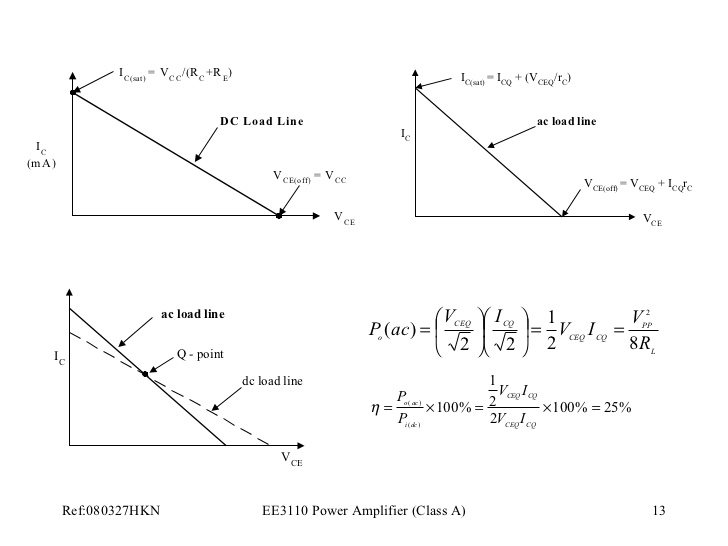 I_C(sat) = V_CC/(R_C+R_E)
DC Load Line
I_C
(mA)
V_CE(off) = V_CC
V_CE
I_C(sat) = I_CQ + (V_CEQ/r_C)
ac load line
I_C
V_CE(off) = V_CEQ + I_CQr_C
V_CE
ac load line
Q - point
I_C
dc load line
V_CE
P_o(ac) = (V_CEQ/√2)(I_CQ/√2) = 1/2 V_CEQ I_CQ = V_PP^2/8R_L
η = P_o(ac)/P_i(dc) × 100% = (1/2 V_CEQ I_CQ)/(2V_CEQ I_CQ) × 100% = 25%
Ref:080327HKN
EE3110 Power Amplifier (Class A)
13